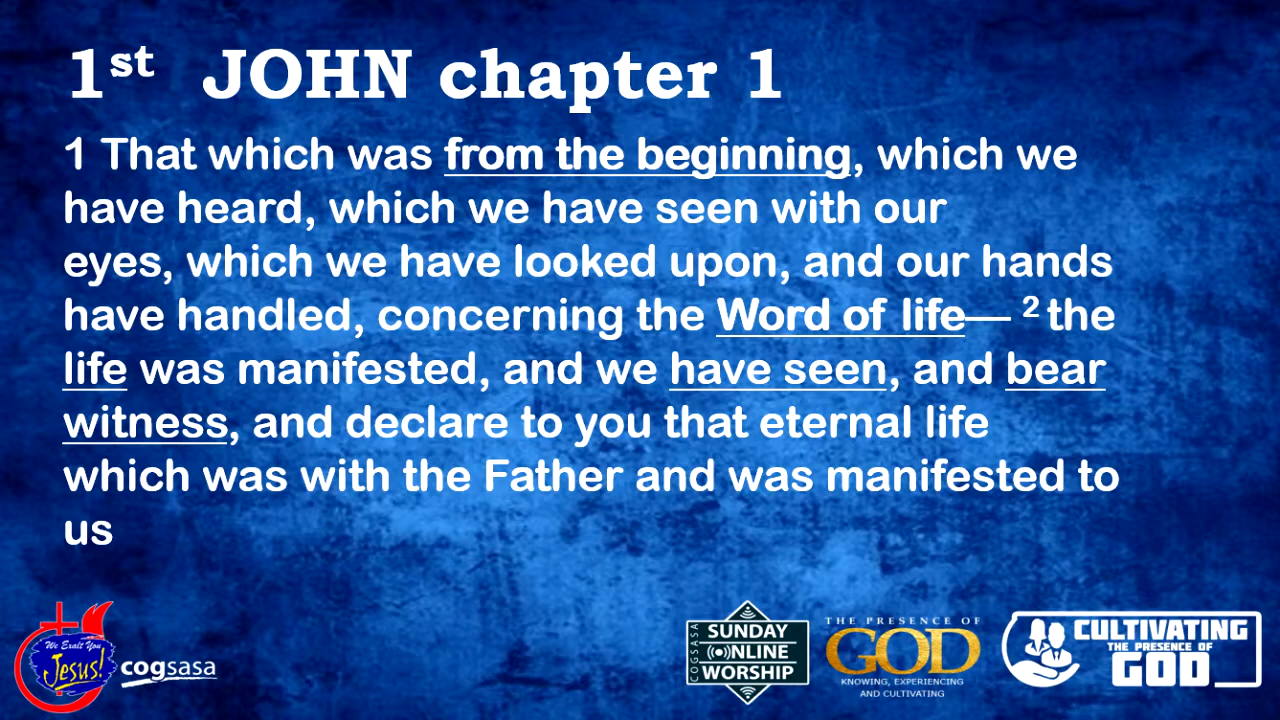 1st JOHN chapter 1
1 That which was from the beginning, which we
have heard, which we have seen with our
eyes, which we have looked upon, and our hands
have handled, concerning the Word of life— 2 the
life was manifested, and we have seen, and bear
witness, and declare to you that eternal life
which was with the Father and was manifested to
us
We Exalt You
Jesus!
cogsasa
COGSASA
SUNDAY
ONLINE
WORSHIP
THE PRESENCE OF
GOD
KNOWING, EXPERIENCING
AND CULTIVATING
CULTIVATING
THE PRESENCE OF
GOD